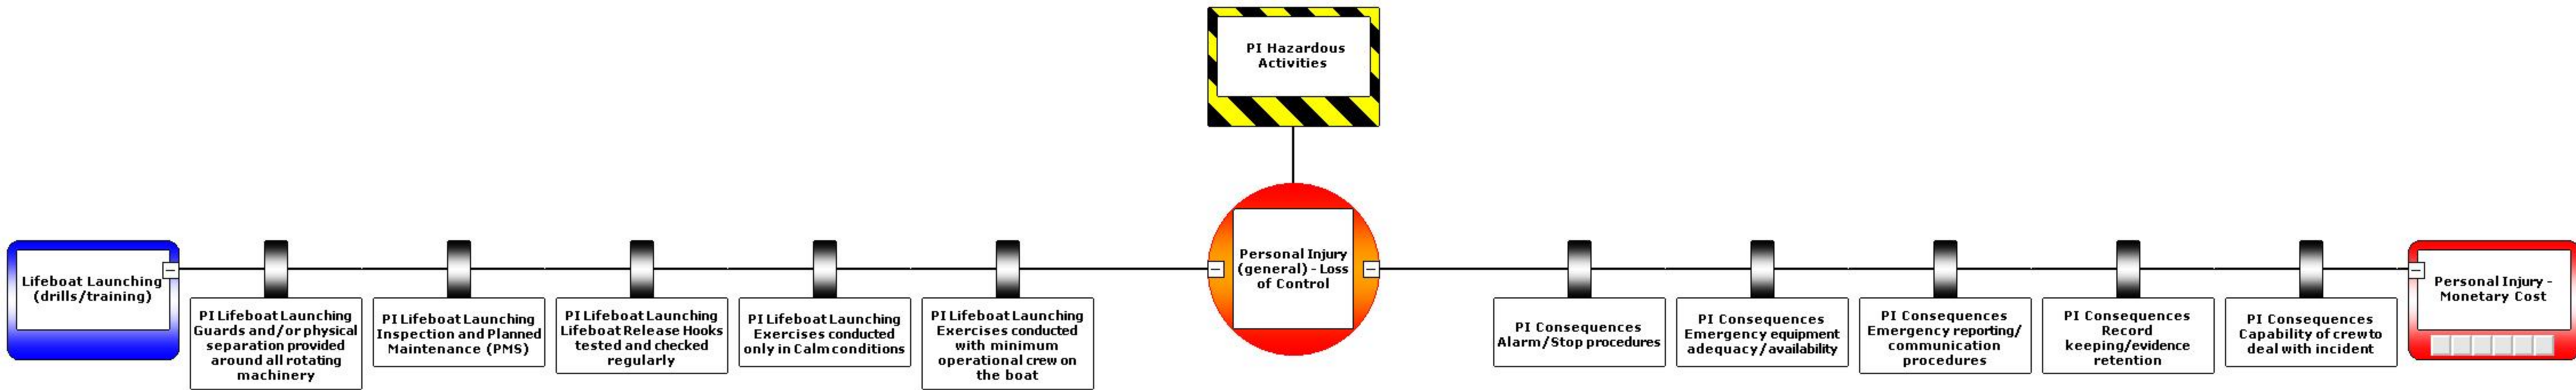 PI Hazardous
Activities
Lifeboat Launching
(drills/training)
PI Lifeboat Launching
Guards and/or physical
separation provided
around all rotating
machinery
PI Lifeboat Launching
Inspection and Planned
Maintenance (PMS)
PI Lifeboat Launching
Lifeboat Release Hooks
tested and checked
regularly
PI Lifeboat Launching
Exercises conducted
only in Calm conditions
PI Lifeboat Launching
Exercises conducted
with minimum
operational crew on
the boat
Personal Injury
(general) - Loss
of Control
PI Consequences
Alarm/Stop procedures
PI Consequences
Emergency equipment
adequacy/availability
PI Consequences
Emergency reporting/
communication
procedures
PI Consequences
Record
keeping/evidence
retention
PI Consequences
Capability of crew to
deal with incident
Personal Injury -
Monetary Cost